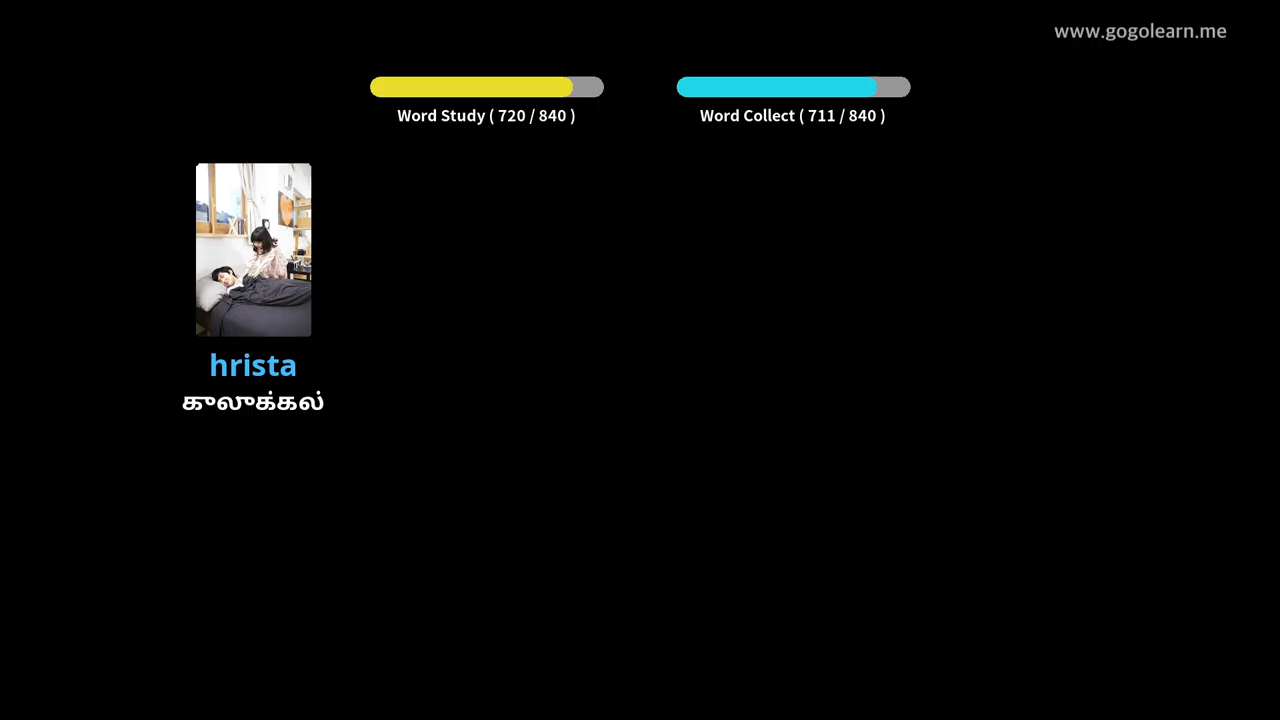 www.gogolearn.me
Word Study ( 720 / 840 )
Word Collect ( 711 / 840 )
hrista
குலுக்கல்